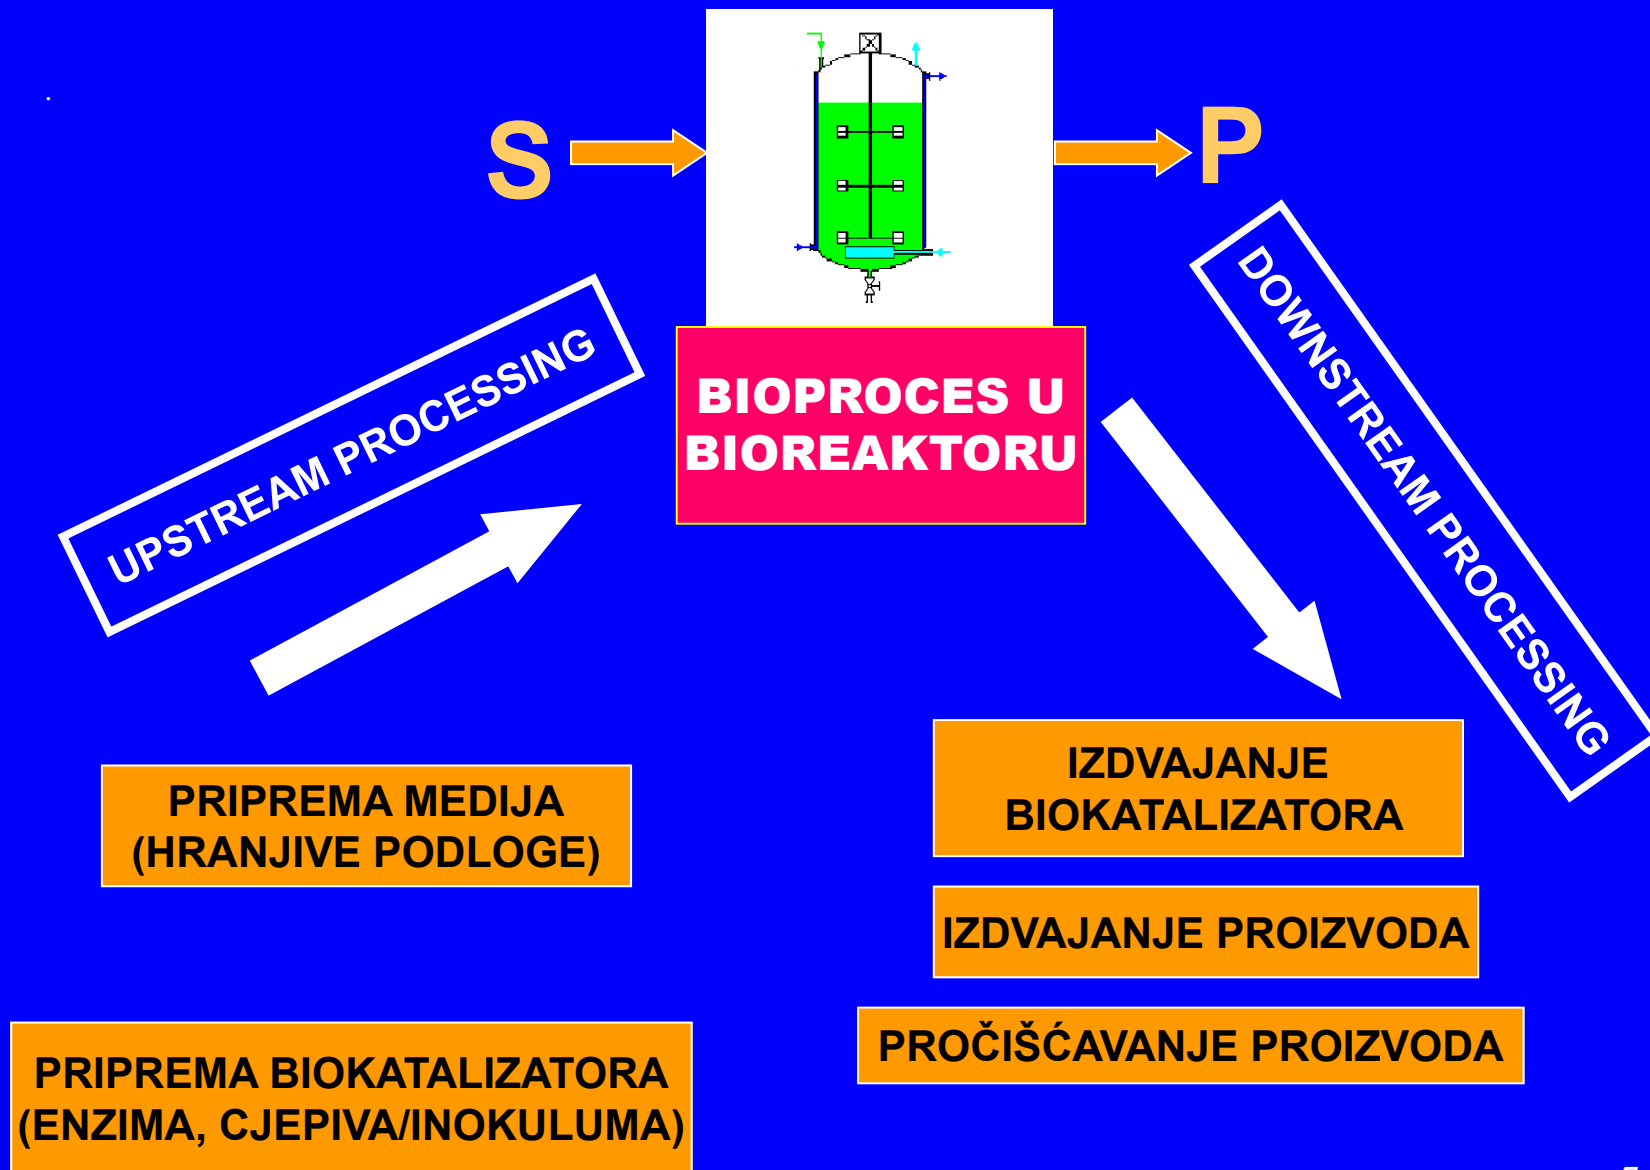 S
P
UPSTREAM PROCESSING
BIOPROCES U
BIOREAKTORU
DOWNSTREAM PROCESSING
PRIPREMA MEDIJA
(HRANJIVE PODLOGE)
PRIPREMA BIOKATALIZATORA
(ENZIMA, CJEPIVA/INOKULUMA)
IZDVAJANJE
BIOKATALIZATORA
IZDVAJANJE PROIZVODA
PROČIŠĆAVANJE PROIZVODA